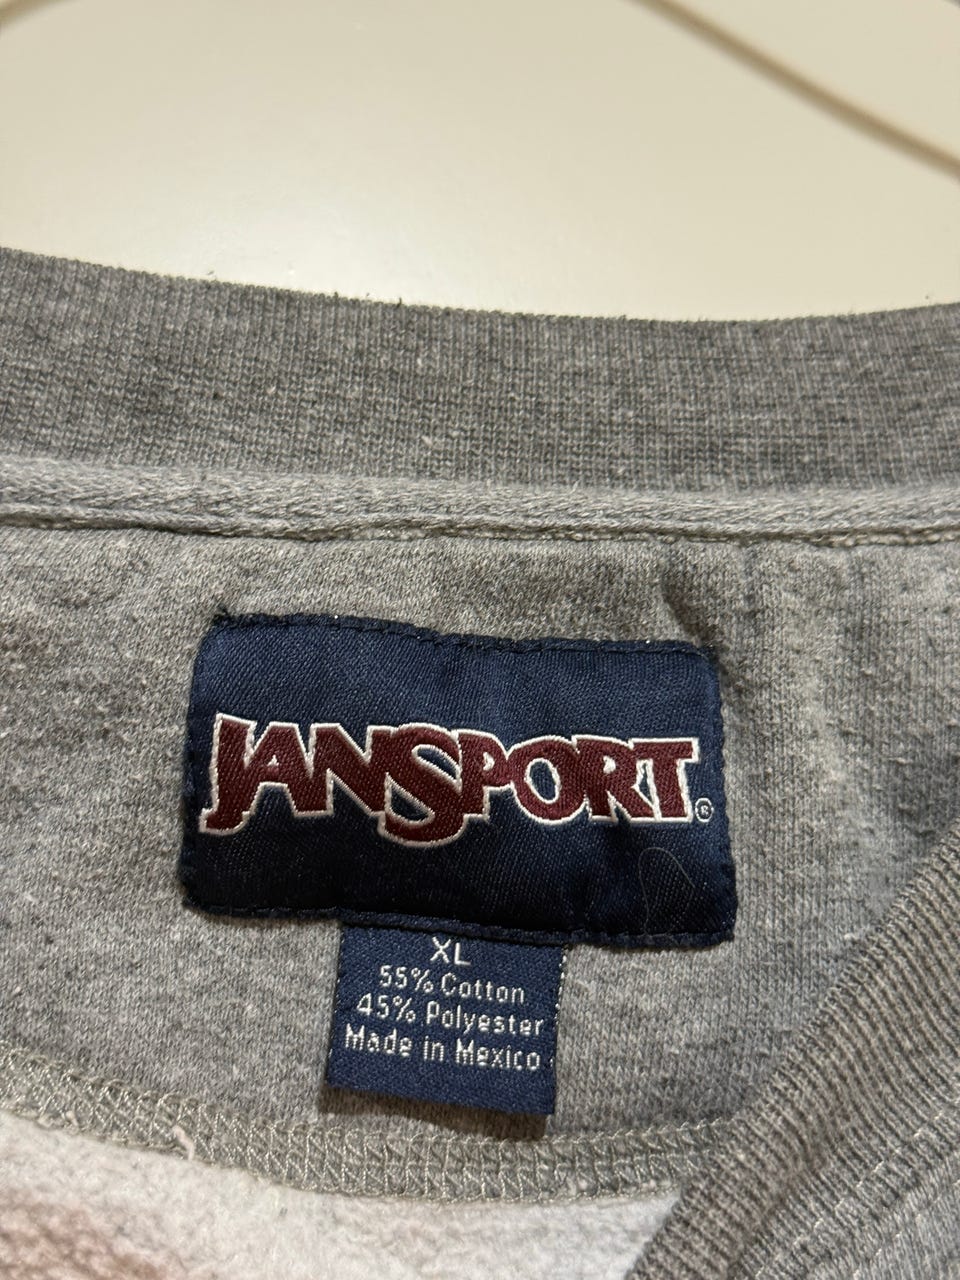 JANSPORT®
XL
55% Cotton
45% Polyester
Made in Mexico